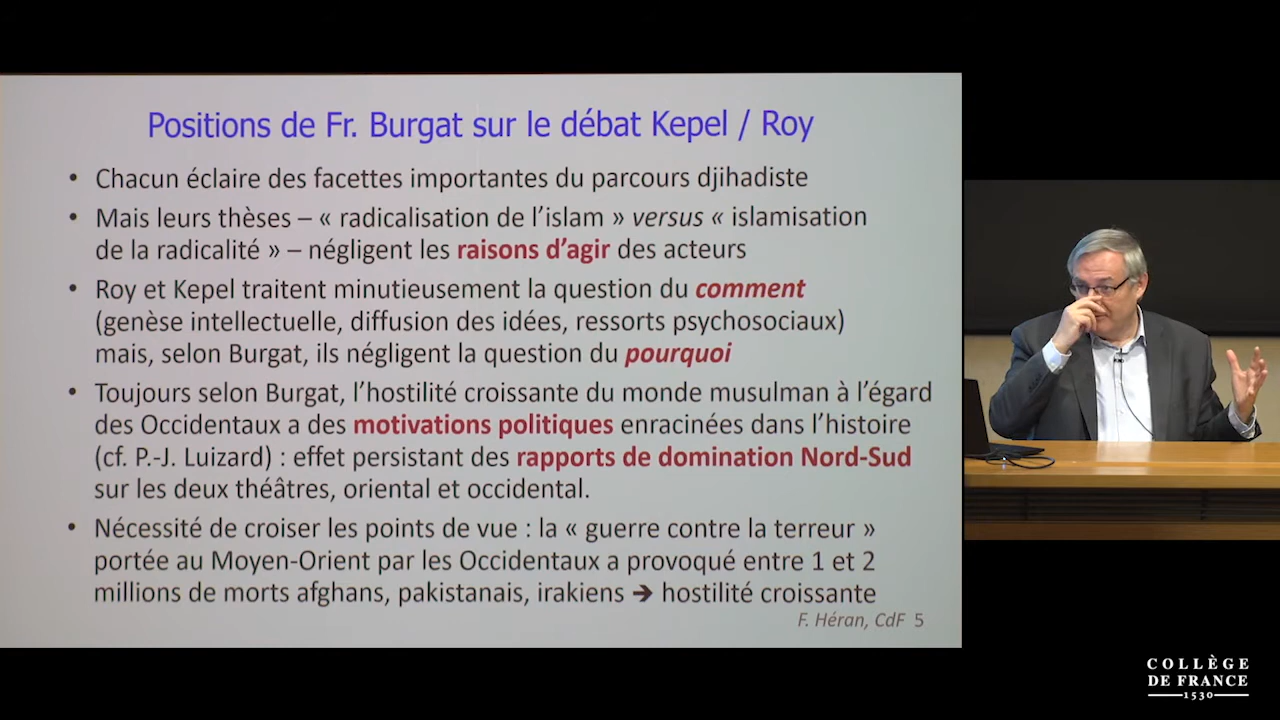 Positions de Fr. Burgat sur le débat Kepel / Roy
• Chacun éclaire des facettes importantes du parcours djihadiste
• Mais leurs thèses – « radicalisation de l'islam » versus « islamisation
de la radicalité » – négligent les raisons d'agir des acteurs
• Roy et Kepel traitent minutieusement la question du comment
(genèse intellectuelle, diffusion des idées, ressorts psychosociaux)
mais, selon Burgat, ils négligent la question du pourquoi
• Toujours selon Burgat, l'hostilité croissante du monde musulman à l'égard
des Occidentaux a des motivations politiques enracinées dans l'histoire
(cf. P.-J. Luizard) : effet persistant des rapports de domination Nord-Sud
sur les deux théâtres, oriental et occidental.
• Nécessité de croiser les points de vue : la « guerre contre la terreur »
portée au Moyen-Orient par les Occidentaux a provoqué entre 1 et 2
millions de morts afghans, pakistanais, irakiens ➔ hostilité croissante
F. Héran, CdF 5
COLLÈGE
DE FRANCE
1530